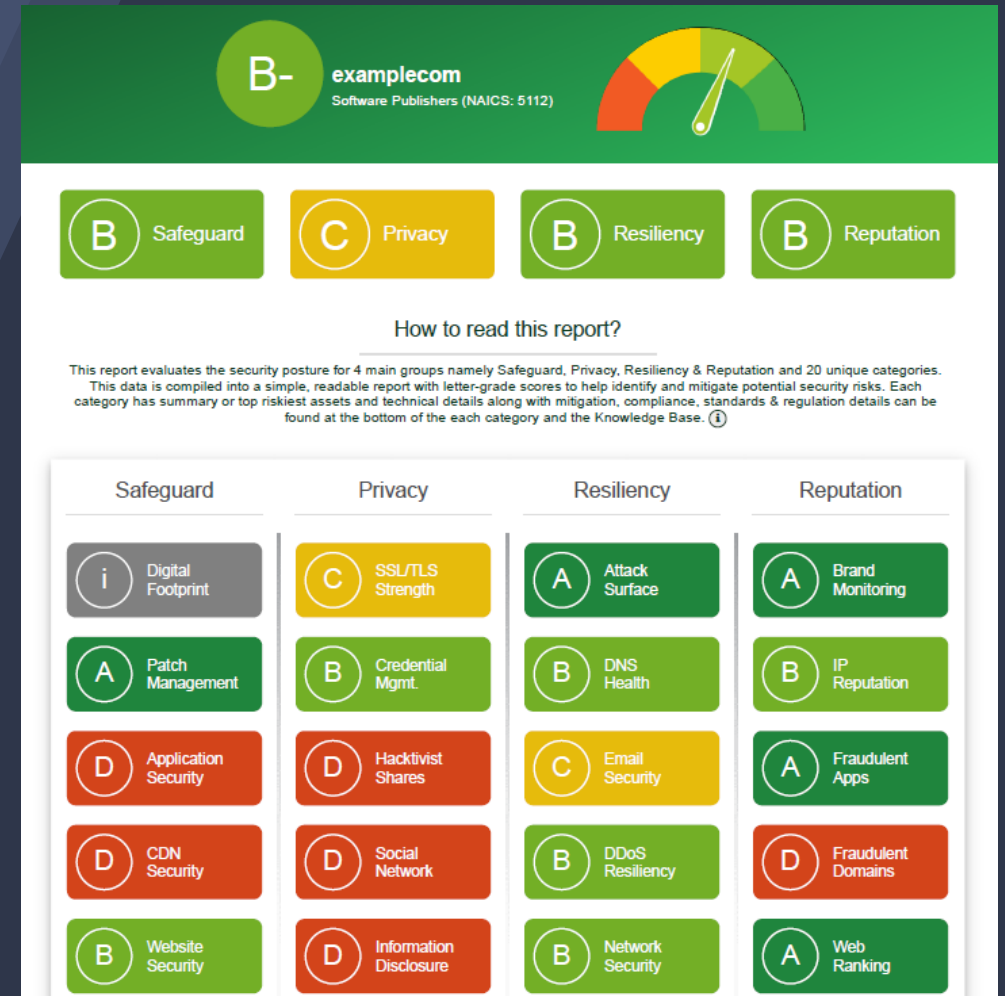 B-
examplecom
Software Publishers (NAICS: 5112)
B Safeguard
C Privacy
B Resiliency
B Reputation
How to read this report?
This report evaluates the security posture for 4 main groups namely Safeguard, Privacy, Resiliency & Reputation and 20 unique categories.
This data is compiled into a simple, readable report with letter-grade scores to help identify and mitigate potential security risks. Each
category has summary or top riskiest assets and technical details along with mitigation, compliance, standards & regulation details can be
found at the bottom of the each category and the Knowledge Base. i
Safeguard
i
Digital
Footprint
A
Patch
Management
D
Application
Security
D
CDN
Security
B
Website
Security
Privacy
C
SSL/TLS
Strength
B
Credential
Mgmt.
D
Hacktivist
Shares
D
Social
Network
D
Information
Disclosure
Resiliency
A
Attack
Surface
B
DNS
Health
C
Email
Security
B
DDoS
Resiliency
B
Network
Security
Reputation
A
Brand
Monitoring
B
IP
Reputation
A
Fraudulent
Apps
D
Fraudulent
Domains
A
Web
Ranking